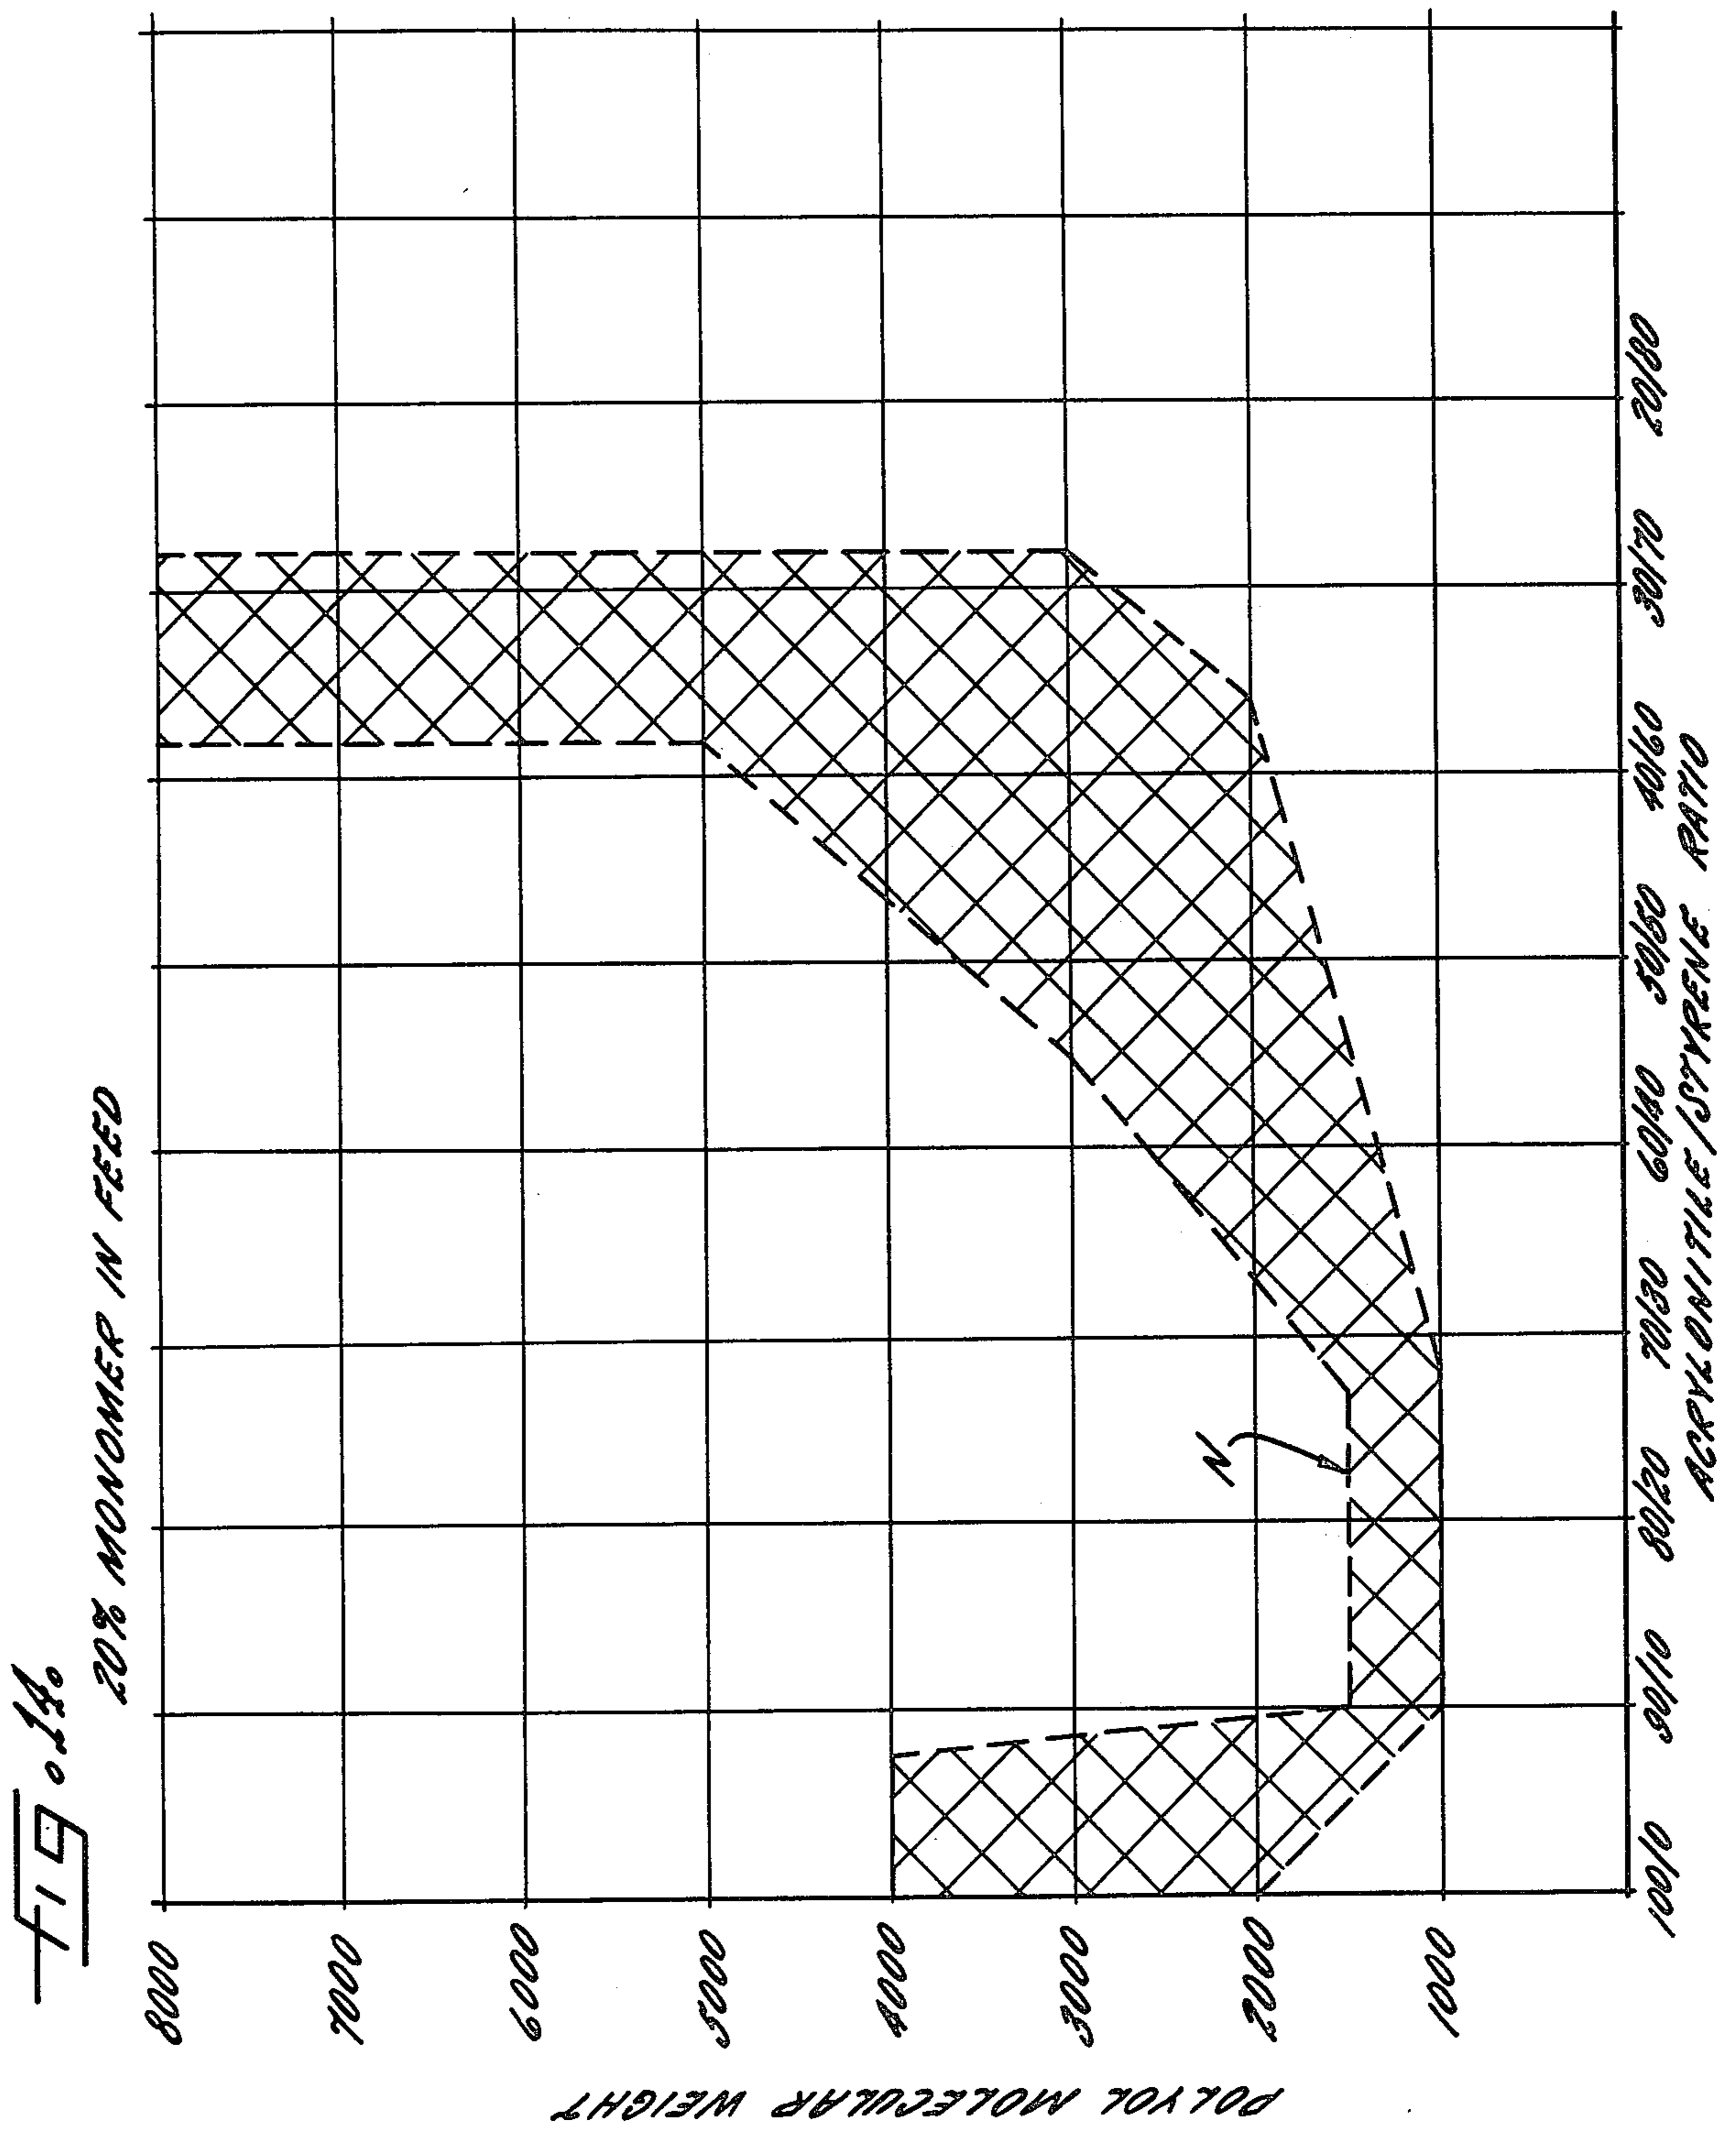 Fig. 14.
20% MONOMER IN FEED
POLYOL MOLECULAR WEIGHT
8000
7000
6000
5000
4000
3000
2000
1000
N
100/0 90/10 80/20 70/30 60/40 50/50 40/60 30/70 20/80
ACRYLONITILE/STYRENE RATIO